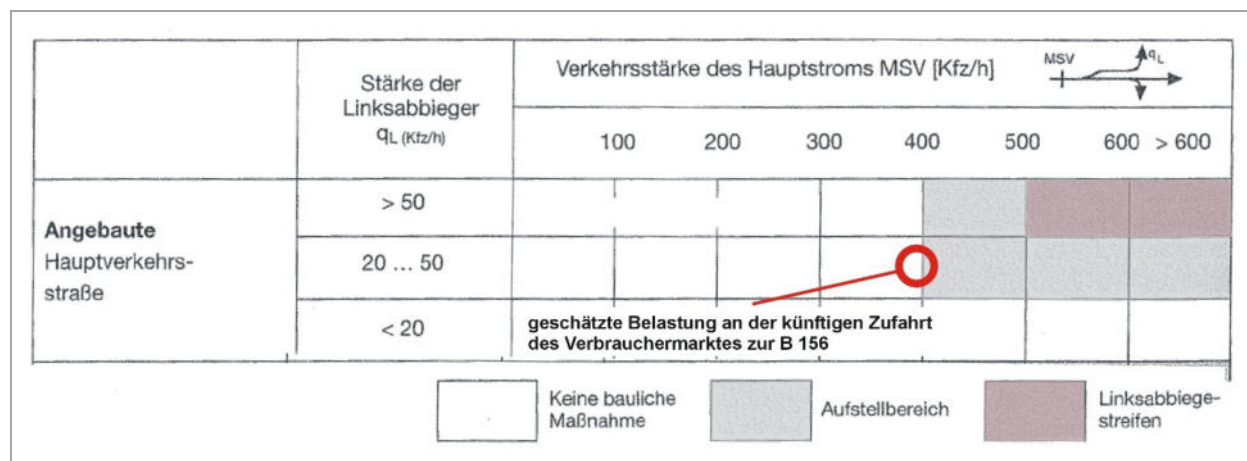 Stärke der
Linksabbieger
qL (Kfz/h)
Verkehrsstärke des Hauptstroms MSV [Kfz/h]
MSV
qL
100 200 300 400 500 600 > 600
Angebaute
Hauptverkehrs-
straße
> 50
20 ... 50
< 20
geschätzte Belastung an der künftigen Zufahrt
des Verbrauchermarktes zur B 156
Keine bauliche
Maßnahme
Aufstellbereich
Linksabbiege-
streifen